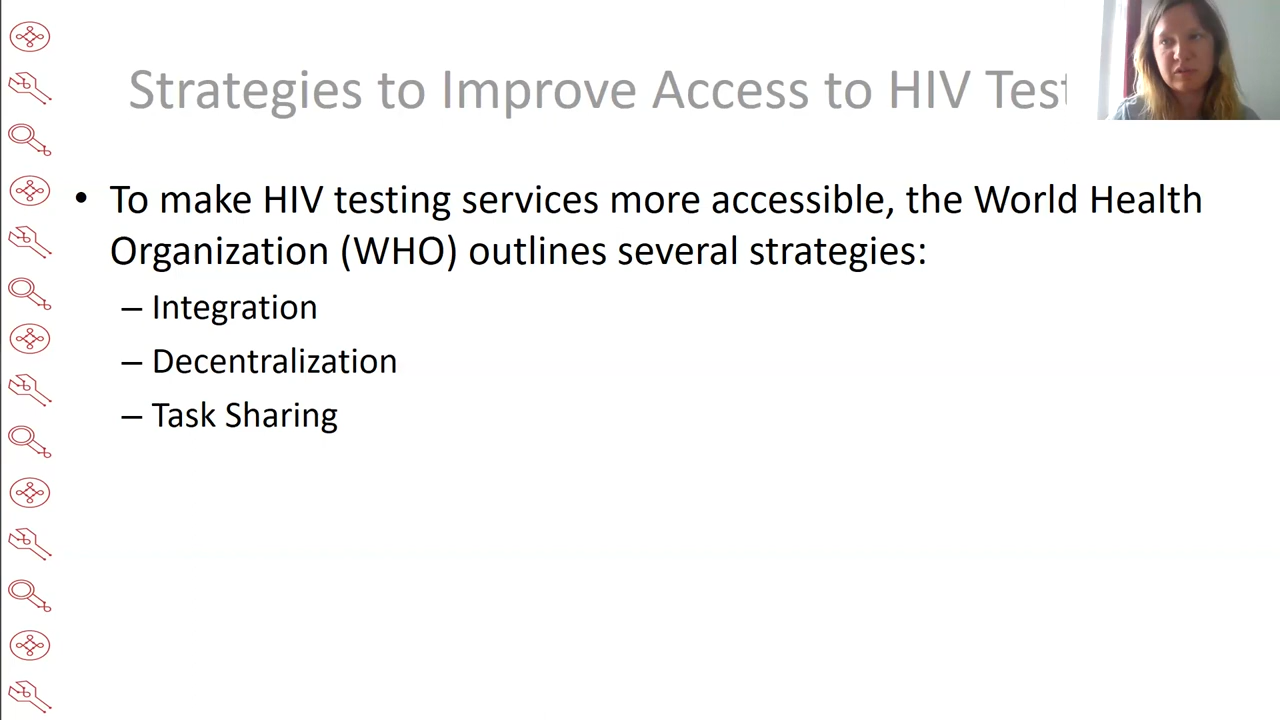 Strategies to Improve Access to HIV Test
• To make HIV testing services more accessible, the World Health
Organization (WHO) outlines several strategies:
– Integration
– Decentralization
– Task Sharing